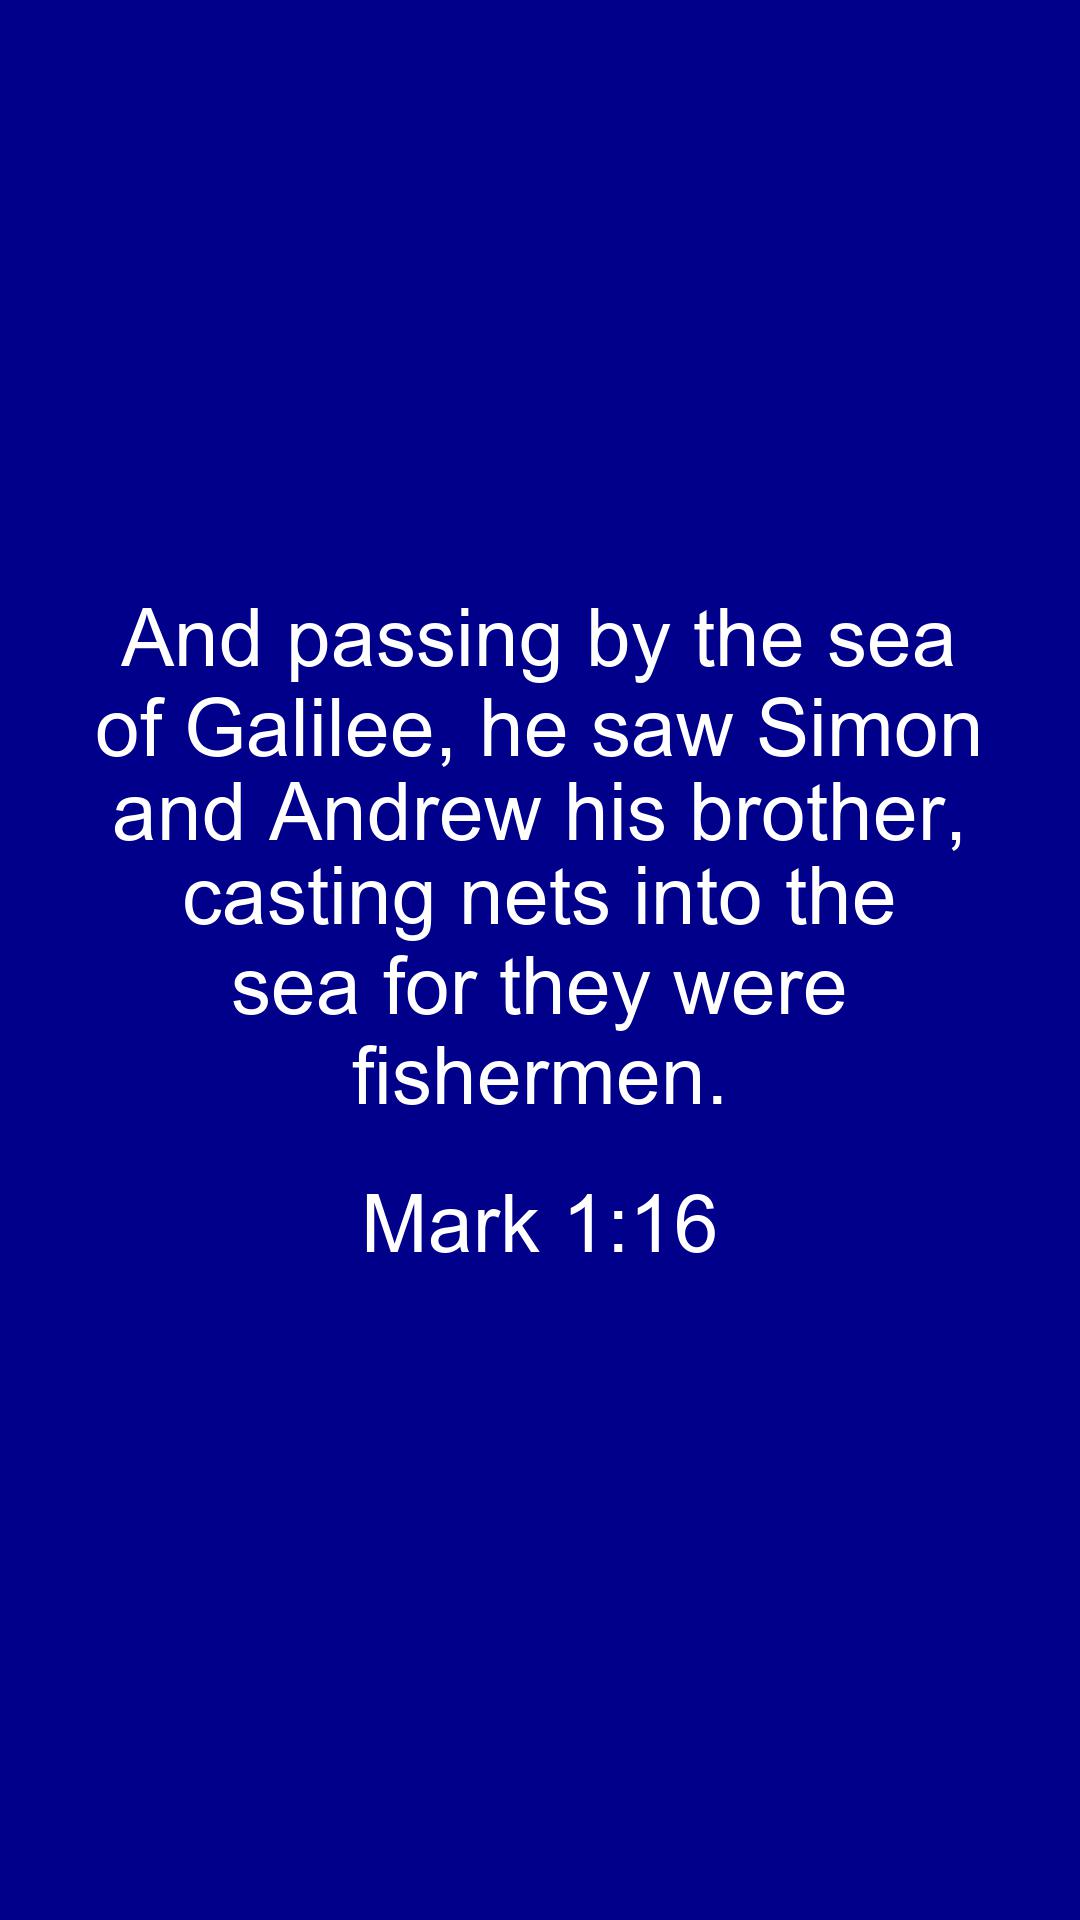 And passing by the sea
of Galilee, he saw Simon
and Andrew his brother,
casting nets into the
sea for they were
fishermen.
Mark 1:16